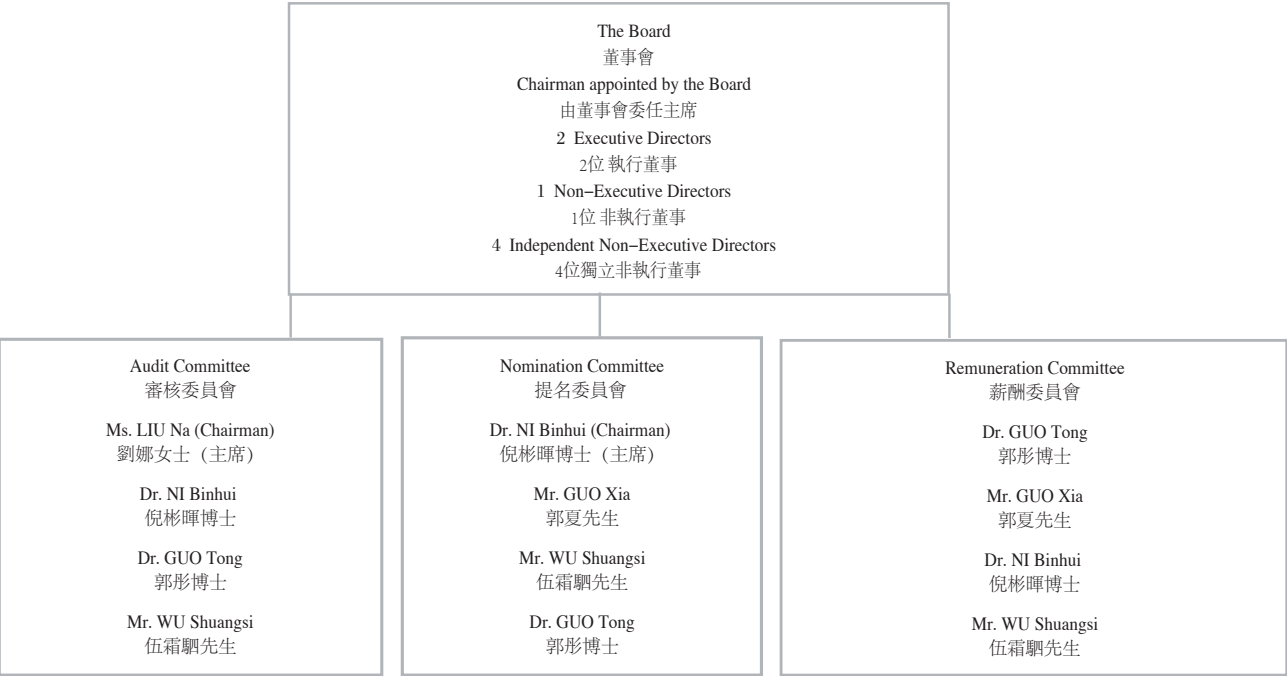 The Board
董事會
Chairman appointed by the Board
由董事會委任主席
2 Executive Directors
2位 執行董事
1 Non–Executive Directors
1位 非執行董事
4 Independent Non–Executive Directors
4位獨立非執行董事
Audit Committee
審核委員會
Ms. LIU Na (Chairman)
劉娜女士（主席）
Dr. NI Binhui
倪彬暉博士
Dr. GUO Tong
郭彤博士
Mr. WU Shuangsi
伍霜駟先生
Nomination Committee
提名委員會
Dr. NI Binhui (Chairman)
倪彬暉博士（主席）
Mr. GUO Xia
郭夏先生
Mr. WU Shuangsi
伍霜駟先生
Dr. GUO Tong
郭彤博士
Remuneration Committee
薪酬委員會
Dr. GUO Tong
郭彤博士
Mr. GUO Xia
郭夏先生
Dr. NI Binhui
倪彬暉博士
Mr. WU Shuangsi
伍霜駟先生